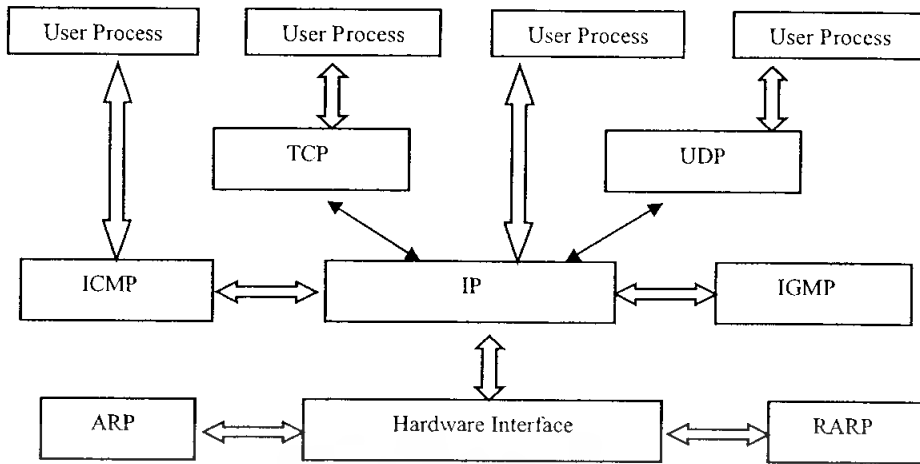 User Process
User Process
User Process
User Process
TCP
UDP
ICMP
IP
IGMP
ARP
Hardware Interface
RARP